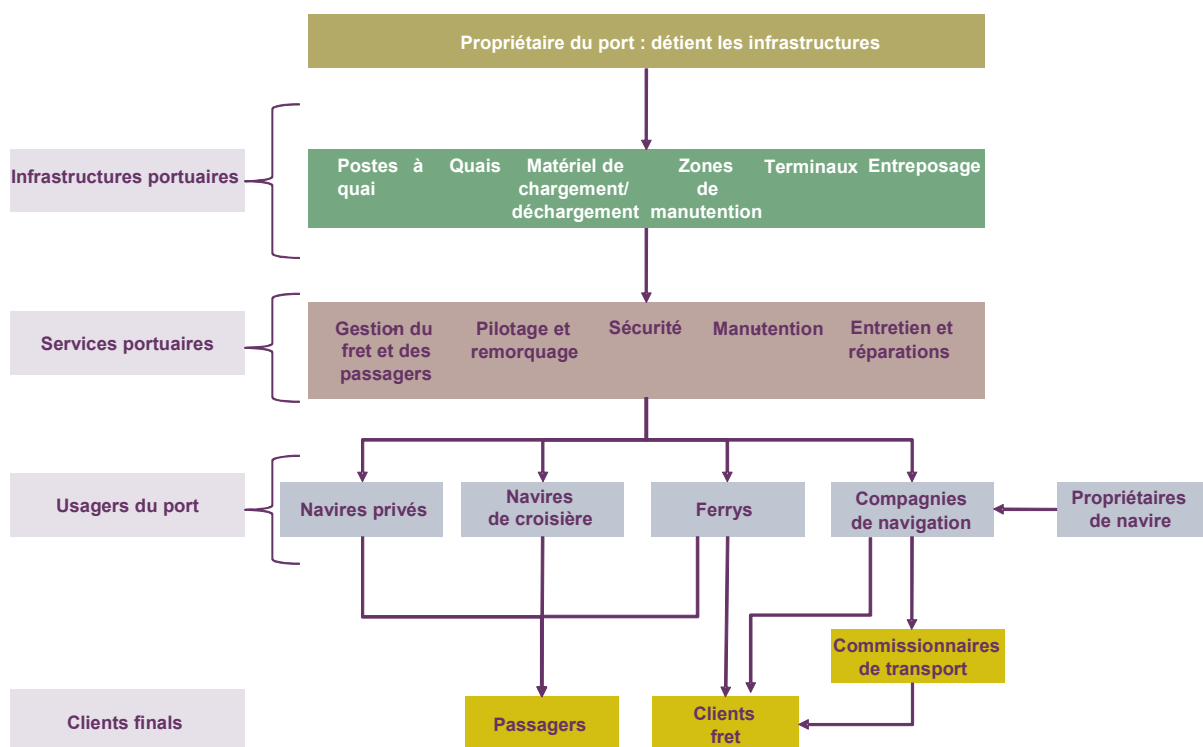 Propriétaire du port : détient les infrastructures
Infrastructures portuaires
Postes à
quai
Quais
Matériel de
chargement/
déchargement
Zones
de
manutention
Terminaux
Entreposage
Services portuaires
Gestion du
fret et des
passagers
Pilotage et
remorquage
Sécurité
Manutention
Entretien et
réparations
Usagers du port
Navires privés
Navires
de croisière
Ferrys
Compagnies
de navigation
Propriétaires
de navire
Commissionnaires
de transport
Clients finals
Passagers
Clients
fret